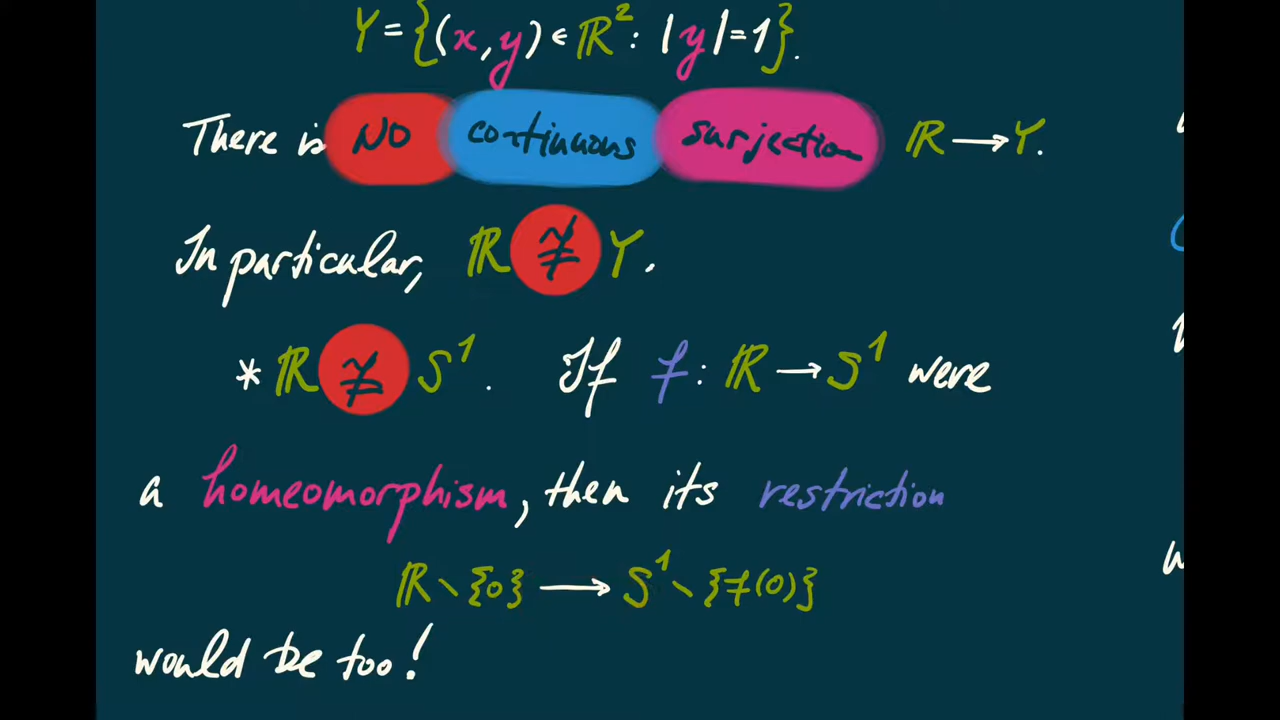 Y = {(x, y) ∈ ℝ² : |y| = 1}.
There is NO continuous surjection ℝ ⟶ Y.
In particular, ℝ ≇ Y.
* ℝ ≇ S¹. If f : ℝ ⟶ S¹ were
a homeomorphism, then its restriction
ℝ∖{0} ⟶ S¹∖{f(0)}
would be too!